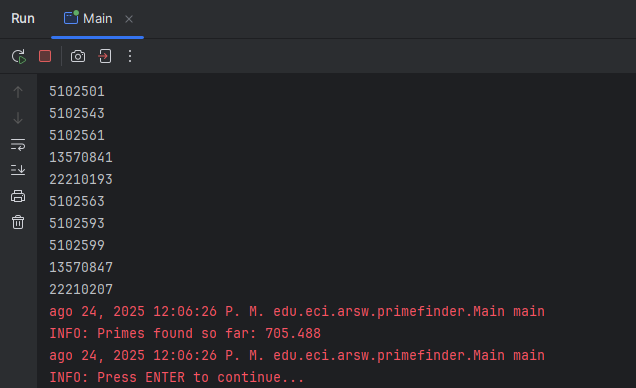 Run Main
5102501
5102543
5102561
13570841
22210193
5102563
5102593
5102599
13570847
22210207
ago 24, 2025 12:06:26 P. M. edu.eci.arsw.primefinder.Main main
INFO: Primes found so far: 705.488
ago 24, 2025 12:06:26 P. M. edu.eci.arsw.primefinder.Main main
INFO: Press ENTER to continue...